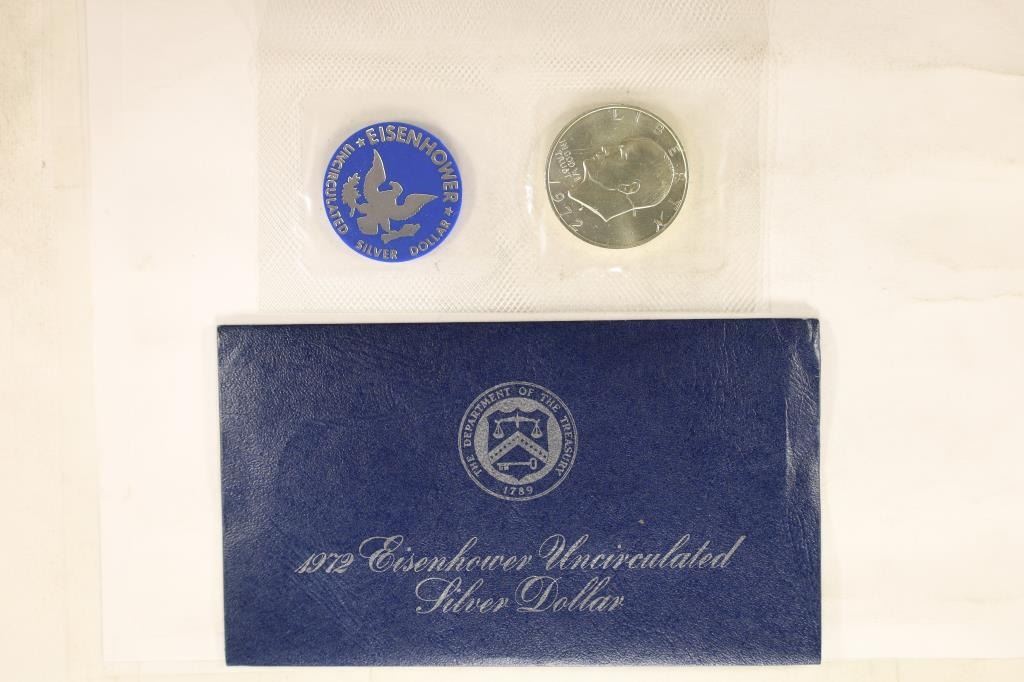 EISENHOWER
UNCIRCULATED SILVER DOLLAR
LIBERTY
IN GOD WE
TRUST
1972
THE DEPARTMENT OF THE TREASURY
1789
1972 Eisenhower Uncirculated
Silver Dollar